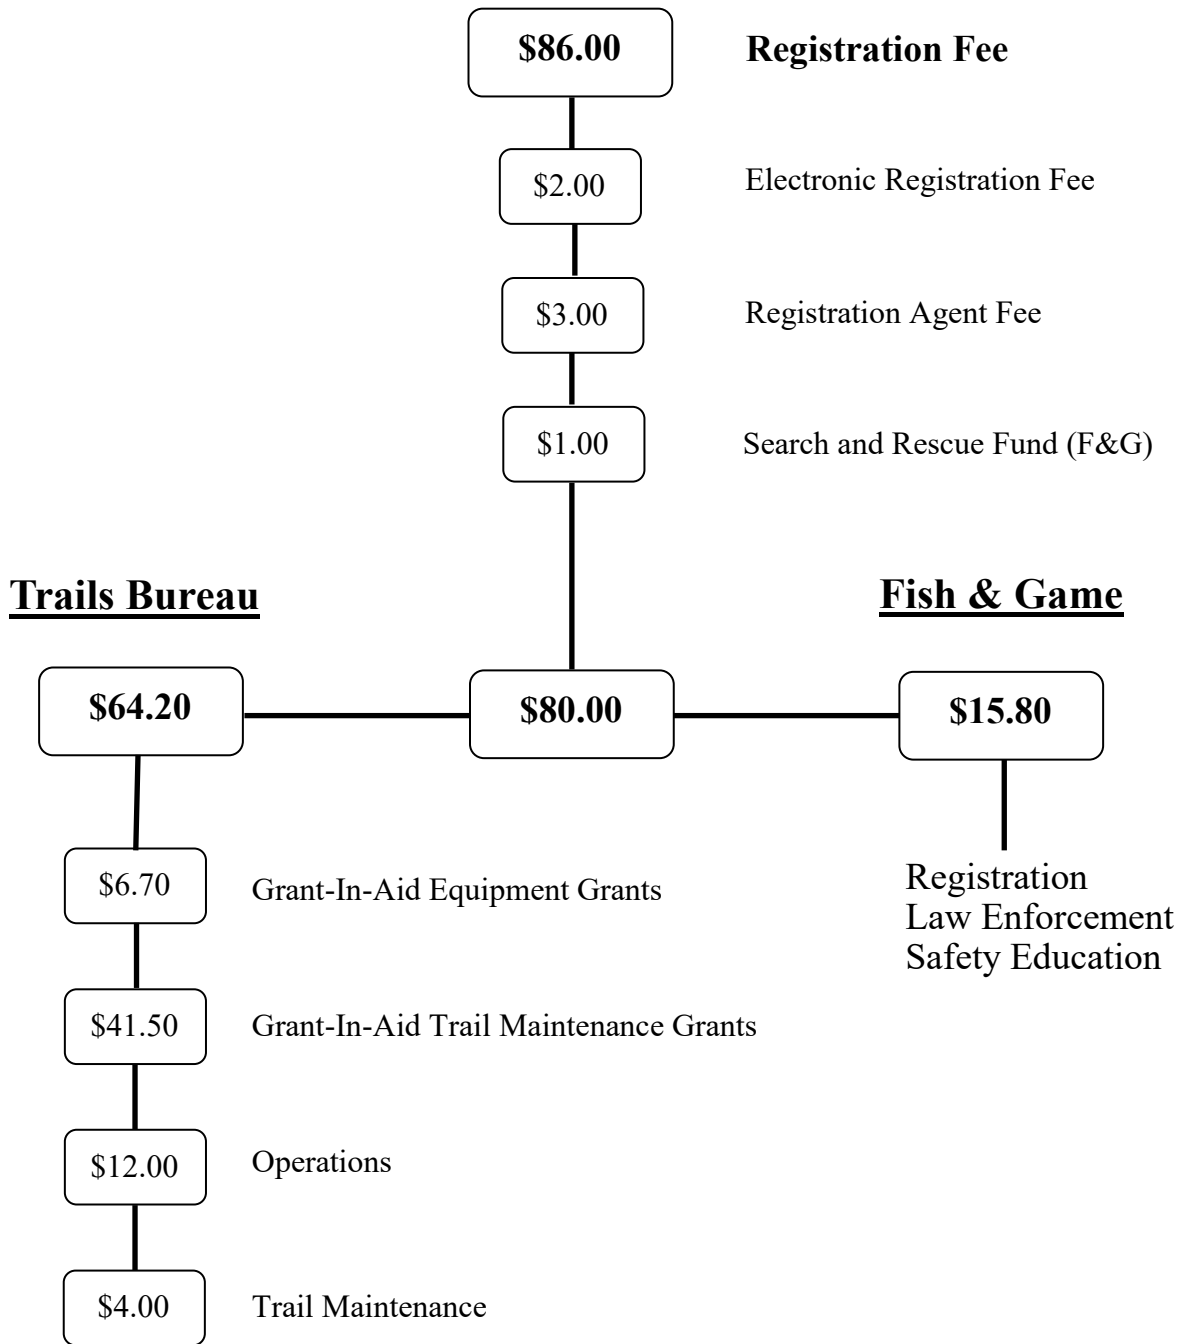 $86.00
Registration Fee
$2.00
Electronic Registration Fee
$3.00
Registration Agent Fee
$1.00
Search and Rescue Fund (F&G)
Trails Bureau
Fish & Game
$64.20
$80.00
$15.80
$6.70
Grant-In-Aid Equipment Grants
Registration
Law Enforcement
Safety Education
$41.50
Grant-In-Aid Trail Maintenance Grants
$12.00
Operations
$4.00
Trail Maintenance